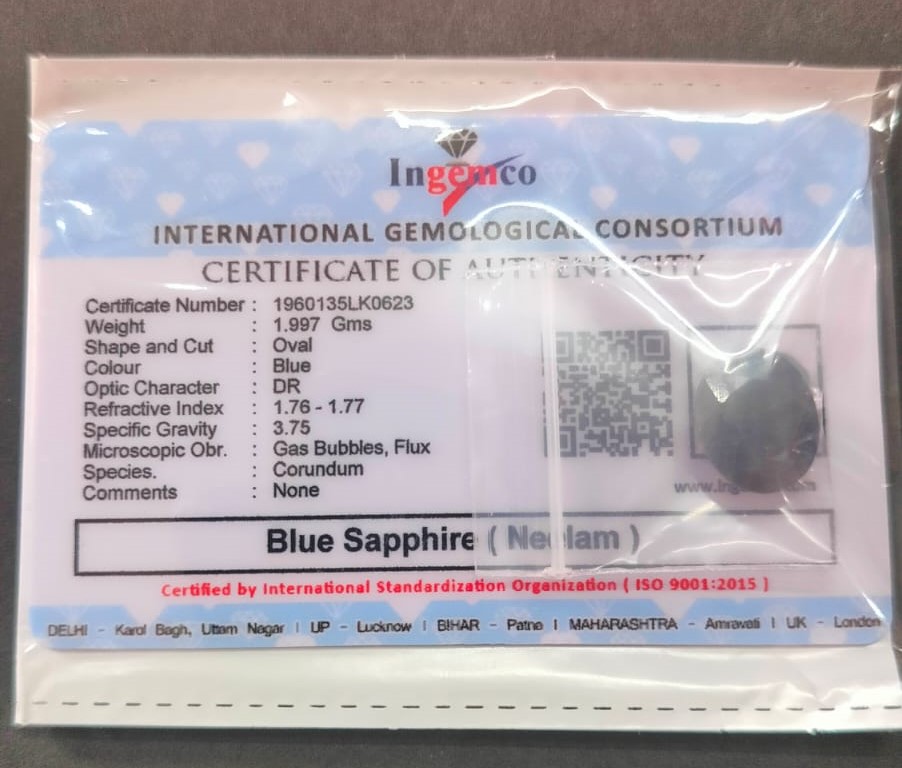 Ingemco
INTERNATIONAL GEMOLOGICAL CONSORTIUM
CERTIFICATE OF AUTHENTICITY
Certificate Number : 1960135LK0623
Weight : 1.997 Gms
Shape and Cut : Oval
Colour : Blue
Optic Character : DR
Refractive Index : 1.76 - 1.77
Specific Gravity : 3.75
Microscopic Obr. : Gas Bubbles, Flux
Species. : Corundum
Comments : None
Blue Sapphire ( Neelam )
Certified by International Standardization Organization ( ISO 9001:2015 )
DELHI - Karol Bagh, Uttam Nagar | UP - Lucknow | BIHAR - Patna | MAHARASHTRA - Amravati | UK - London